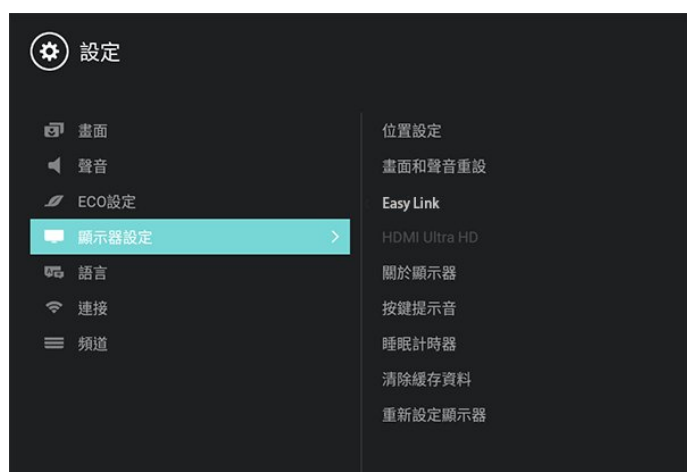 設定
畫面
聲音
ECO設定
顯示器設定
語言
連接
頻道
位置設定
畫面和聲音重設
Easy Link
HDMI Ultra HD
關於顯示器
按鍵提示音
睡眠計時器
清除緩存資料
重新設定顯示器